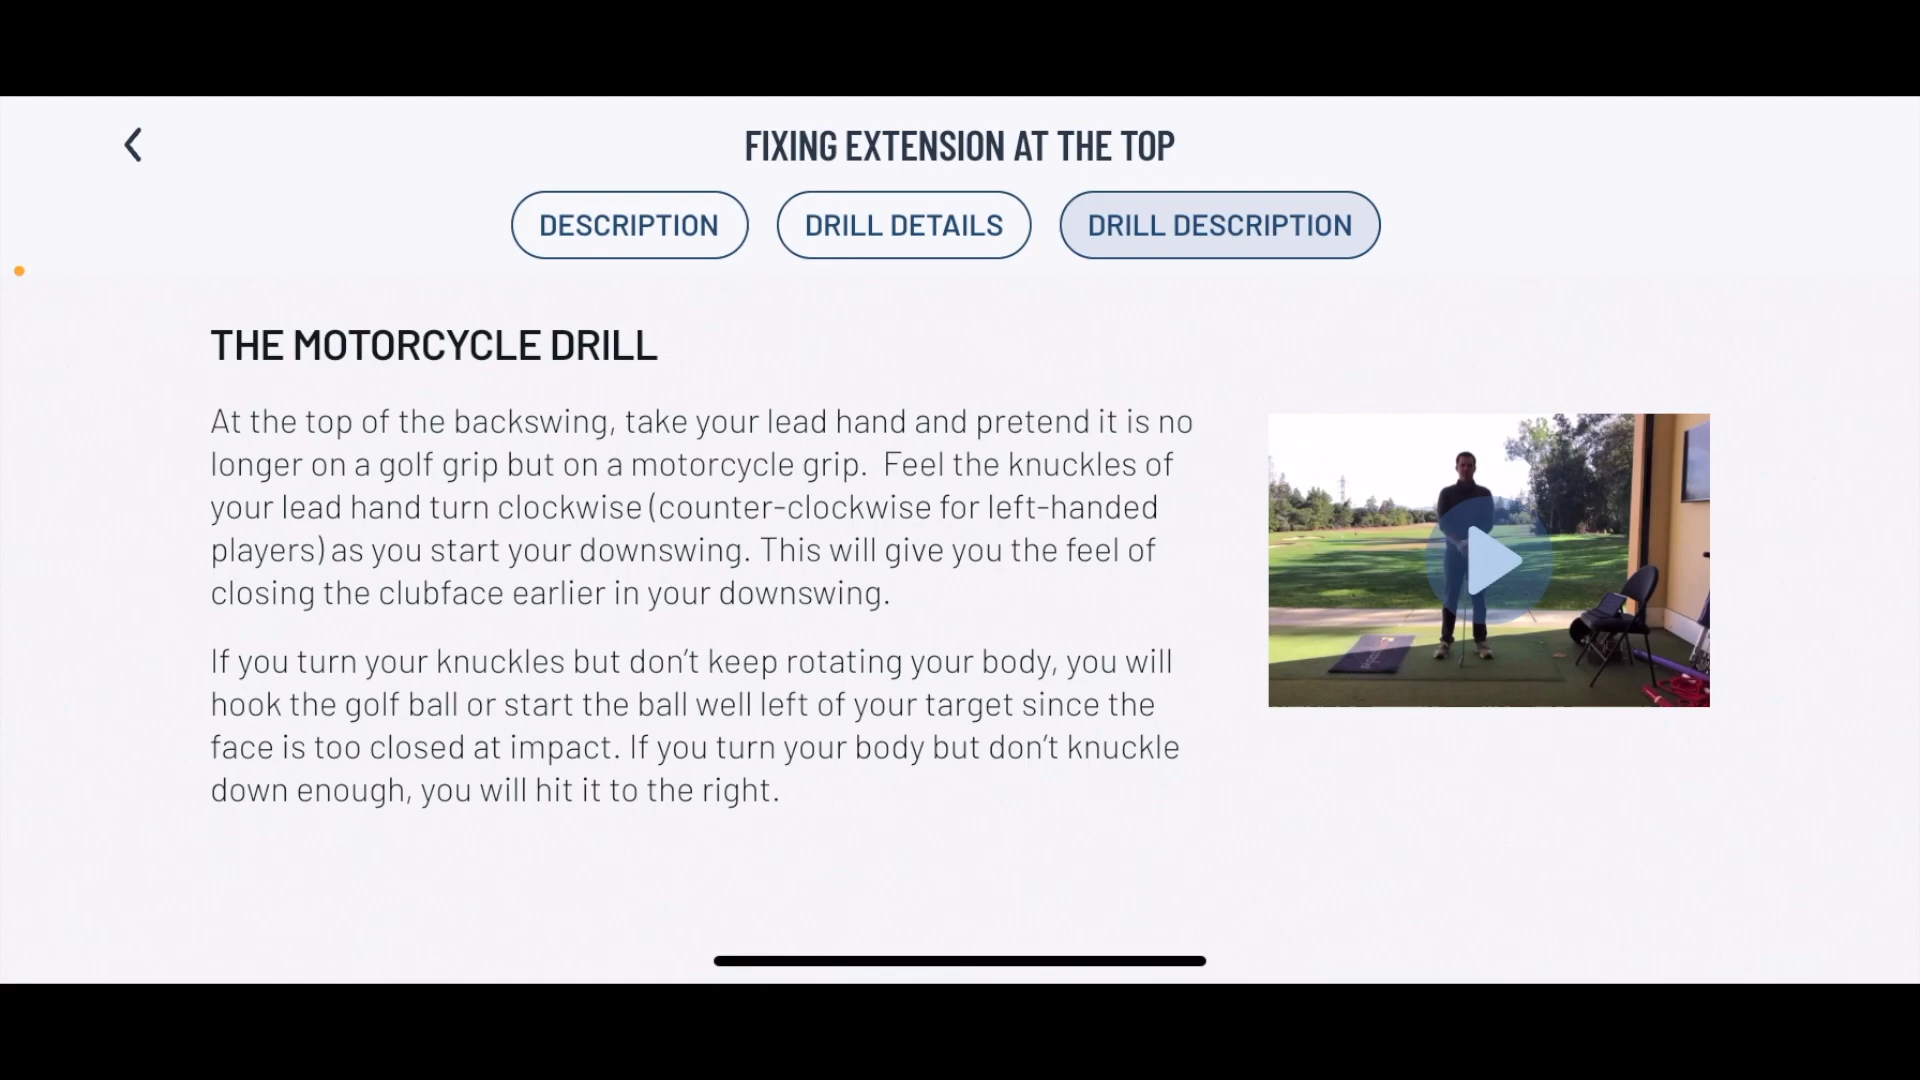 FIXING EXTENSION AT THE TOP
DESCRIPTION
DRILL DETAILS
DRILL DESCRIPTION
THE MOTORCYCLE DRILL
At the top of the backswing, take your lead hand and pretend it is no
longer on a golf grip but on a motorcycle grip.  Feel the knuckles of
your lead hand turn clockwise (counter-clockwise for left-handed
players) as you start your downswing. This will give you the feel of
closing the clubface earlier in your downswing.
If you turn your knuckles but don’t keep rotating your body, you will
hook the golf ball or start the ball well left of your target since the
face is too closed at impact. If you turn your body but don’t knuckle
down enough, you will hit it to the right.